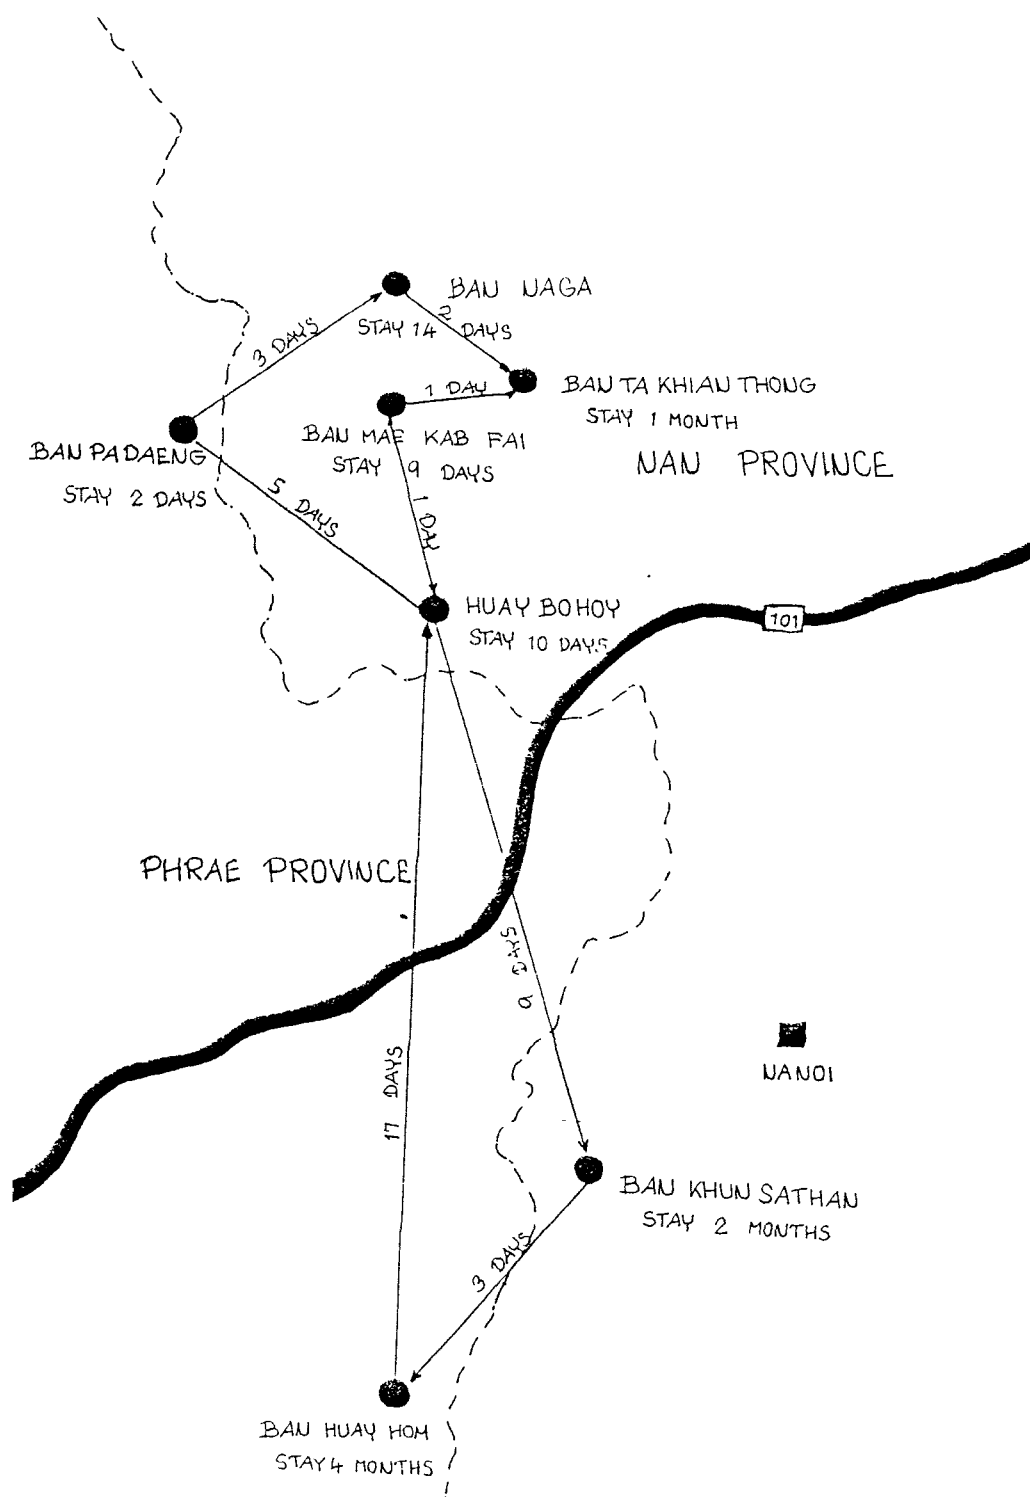 BAN NAGA
STAY 14
2
DAYS
3 DAYS
1 DAY
BAN TA KHIAN THONG
STAY 1 MONTH
BAN MAE KAB FAI
STAY 9 DAYS
BAN PADAENG
STAY 2 DAYS
NAN PROVINCE
5 DAYS
1 DAY
HUAY BOHOY
STAY 10 DAYS
101
PHRAE PROVINCE
9 DAYS
17 DAYS
NANOI
BAN KHUN SATHAN
STAY 2 MONTHS
3 DAYS
BAN HUAY HOM
STAY 4 MONTHS